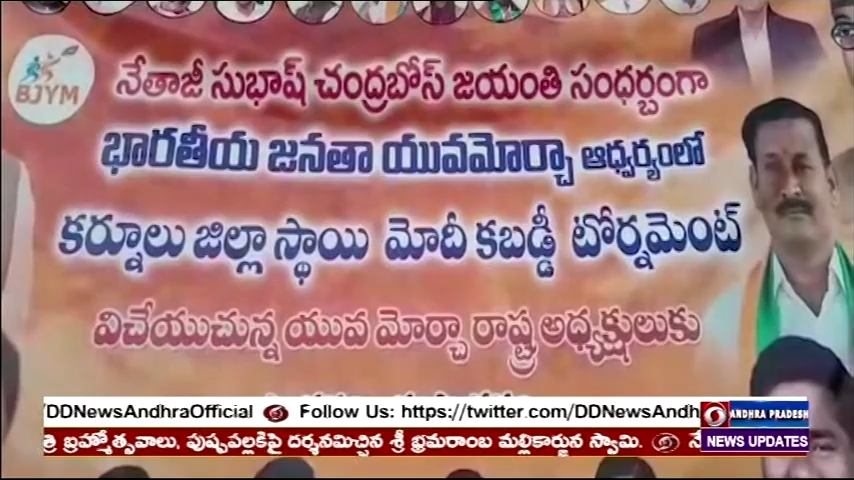 BJYM
నేతాజీ సుభాష్ చంద్రబోస్ జయంతి సందర్భంగా
భారతీయ జనతా యువమోర్చా ఆధ్వర్యంలో
కర్నూలు జిల్లా స్థాయి మోదీ కబడ్డీ టోర్నమెంట్
విచేయుచున్న యువ మోర్చా రాష్ట్ర అధ్యక్షులుకు
/DDNewsAndhraOfficial Follow Us: https://twitter.com/DDNewsAndh
ANDHRA PRADESH
NEWS UPDATES
త్రి బ్రహ్మోత్సవాలు, పుష్పపల్లకిపై దర్శనమిచ్చిన శ్రీ భ్రమరాంబ మల్లికార్జున స్వామి.